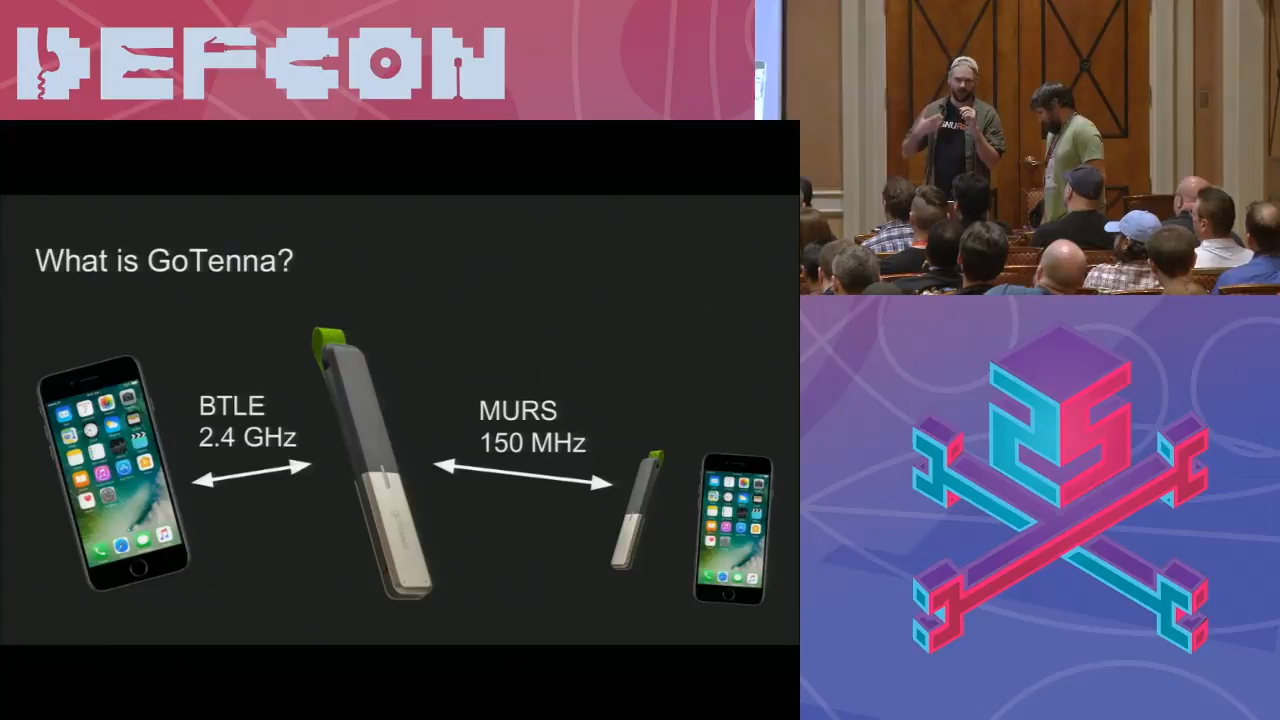 DEFCON
What is GoTenna?
BTLE
2.4 GHz
MURS
150 MHz